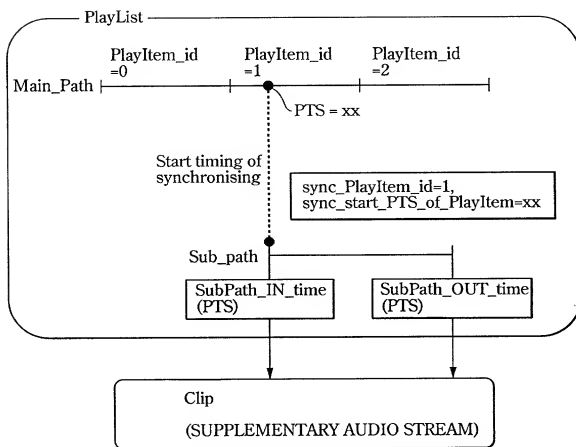 PlayList
PlayItem_id
=0
PlayItem_id
=1
PlayItem_id
=2
Main_Path
PTS = xx
Start timing of
synchronising
sync_PlayItem_id=1,
sync_start_PTS_of_PlayItem=xx
Sub_path
SubPath_IN_time
(PTS)
SubPath_OUT_time
(PTS)
Clip
(SUPPLEMENTARY AUDIO STREAM)